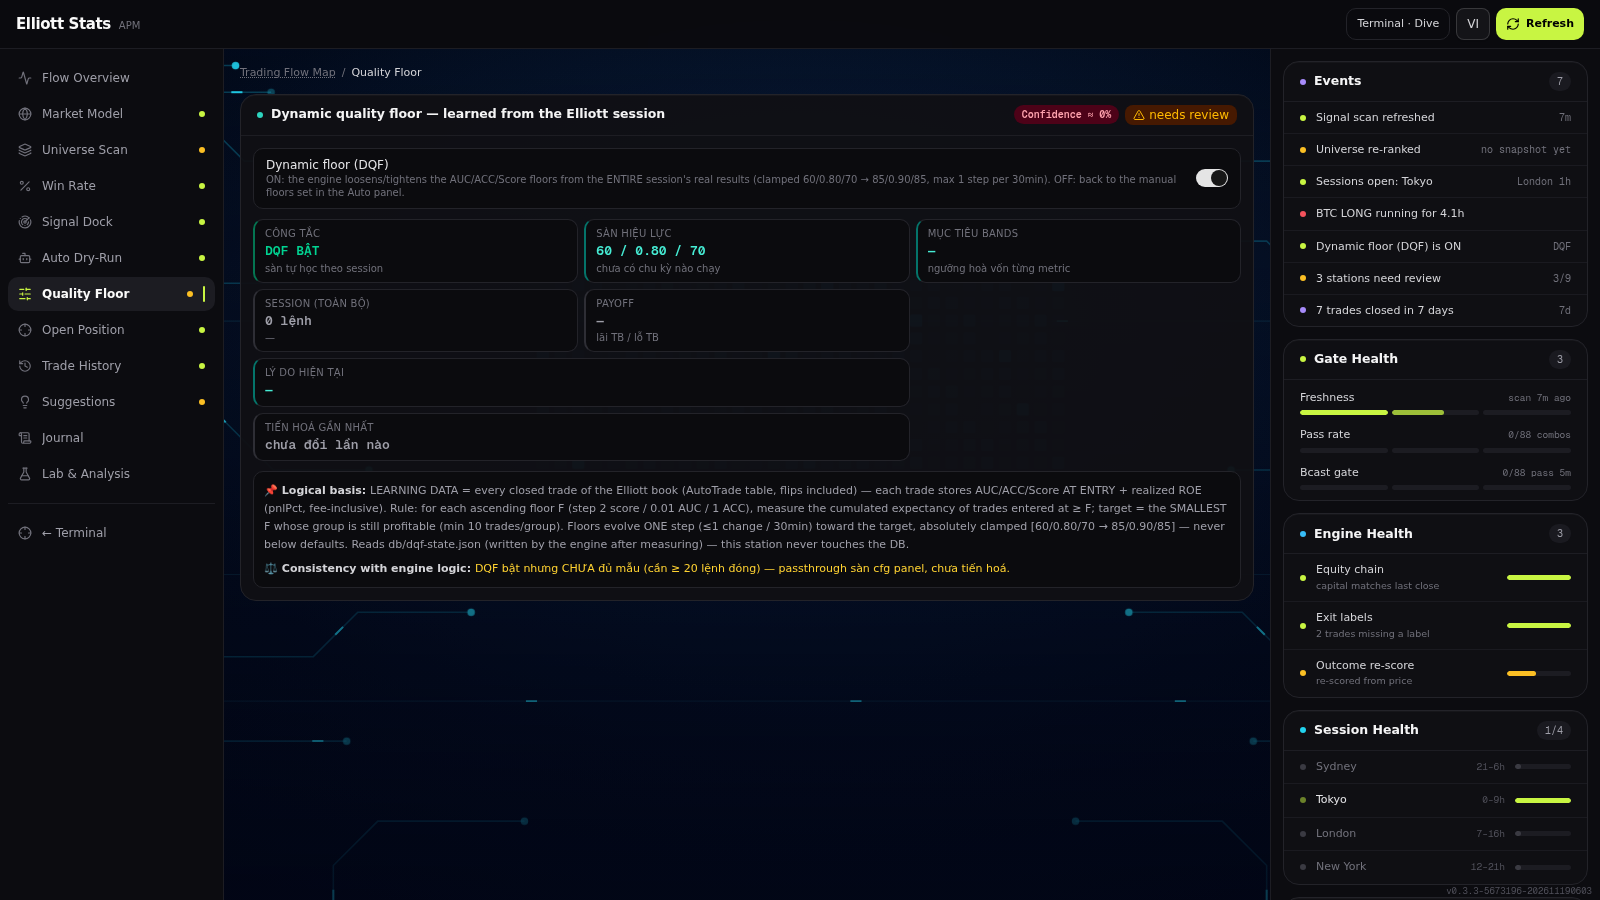 Elliott Stats APM
Terminal · Dive
VI
Refresh
Flow Overview
Market Model
Universe Scan
Win Rate
Signal Dock
Auto Dry-Run
Quality Floor
Open Position
Trade History
Suggestions
Journal
Lab & Analysis
← Terminal
Trading Flow Map / Quality Floor
Dynamic quality floor — learned from the Elliott session
Confidence ≈ 0%
needs review
Dynamic floor (DQF)
ON: the engine loosens/tightens the AUC/ACC/Score floors from the ENTIRE session's real results (clamped 60/0.80/70 → 85/0.90/85, max 1 step per 30min). OFF: back to the manual
floors set in the Auto panel.
CÔNG TẮC
DQF BẬT
sàn tự học theo session
SÀN HIỆU LỰC
60 / 0.80 / 70
chưa có chu kỳ nào chạy
MỤC TIÊU BANDS
—
ngưỡng hoà vốn từng metric
SESSION (TOÀN BỘ)
0 lệnh
—
PAYOFF
—
lãi TB / lỗ TB
LÝ DO HIỆN TẠI
—
TIẾN HOÁ GẦN NHẤT
chưa đổi lần nào
📌 Logical basis: LEARNING DATA = every closed trade of the Elliott book (AutoTrade table, flips included) — each trade stores AUC/ACC/Score AT ENTRY + realized ROE
(pnlPct, fee-inclusive). Rule: for each ascending floor F (step 2 score / 0.01 AUC / 1 ACC), measure the cumulated expectancy of trades entered at ≥ F; target = the SMALLEST
F whose group is still profitable (min 10 trades/group). Floors evolve ONE step (≤1 change / 30min) toward the target, absolutely clamped [60/0.80/70 → 85/0.90/85] — never
below defaults. Reads db/dqf-state.json (written by the engine after measuring) — this station never touches the DB.
⚖️ Consistency with engine logic: DQF bật nhưng CHƯA đủ mẫu (cần ≥ 20 lệnh đóng) — passthrough sàn cfg panel, chưa tiến hoá.
Events 7
Signal scan refreshed 7m
Universe re-ranked no snapshot yet
Sessions open: Tokyo London 1h
BTC LONG running for 4.1h
Dynamic floor (DQF) is ON DQF
3 stations need review 3/9
7 trades closed in 7 days 7d
Gate Health 3
Freshness scan 7m ago
Pass rate 0/88 combos
Bcast gate 0/88 pass 5m
Engine Health 3
Equity chain
capital matches last close
Exit labels
2 trades missing a label
Outcome re-score
re-scored from price
Session Health 1/4
Sydney 21–6h
Tokyo 0–9h
London 7–16h
New York 12–21h
v0.3.3-5673196-202611190603